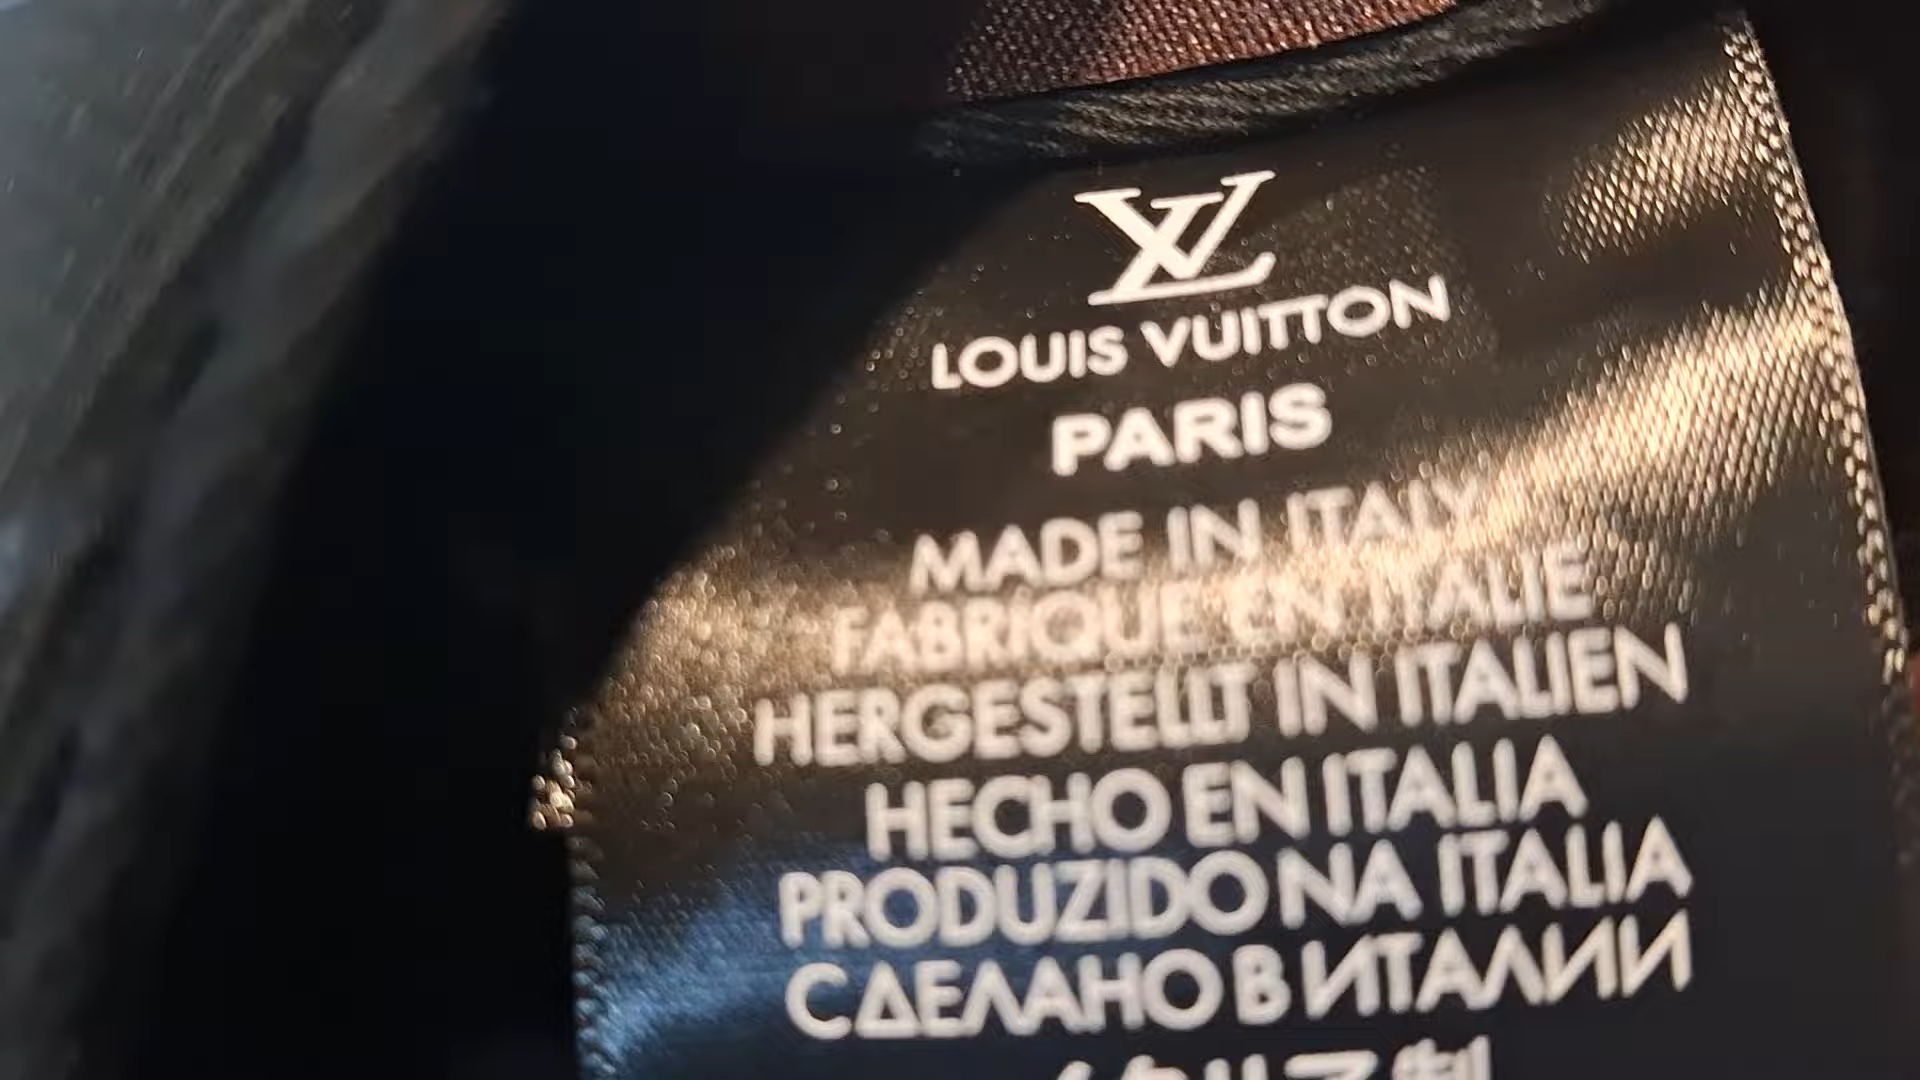 LV
LOUIS VUITTON
PARIS
MADE IN ITALY
FABRIQUE EN ITALIE
HERGESTELLT IN ITALIEN
HECHO EN ITALIA
PRODUZIDO NA ITALIA
СДЕЛАНО В ИТАЛИИ